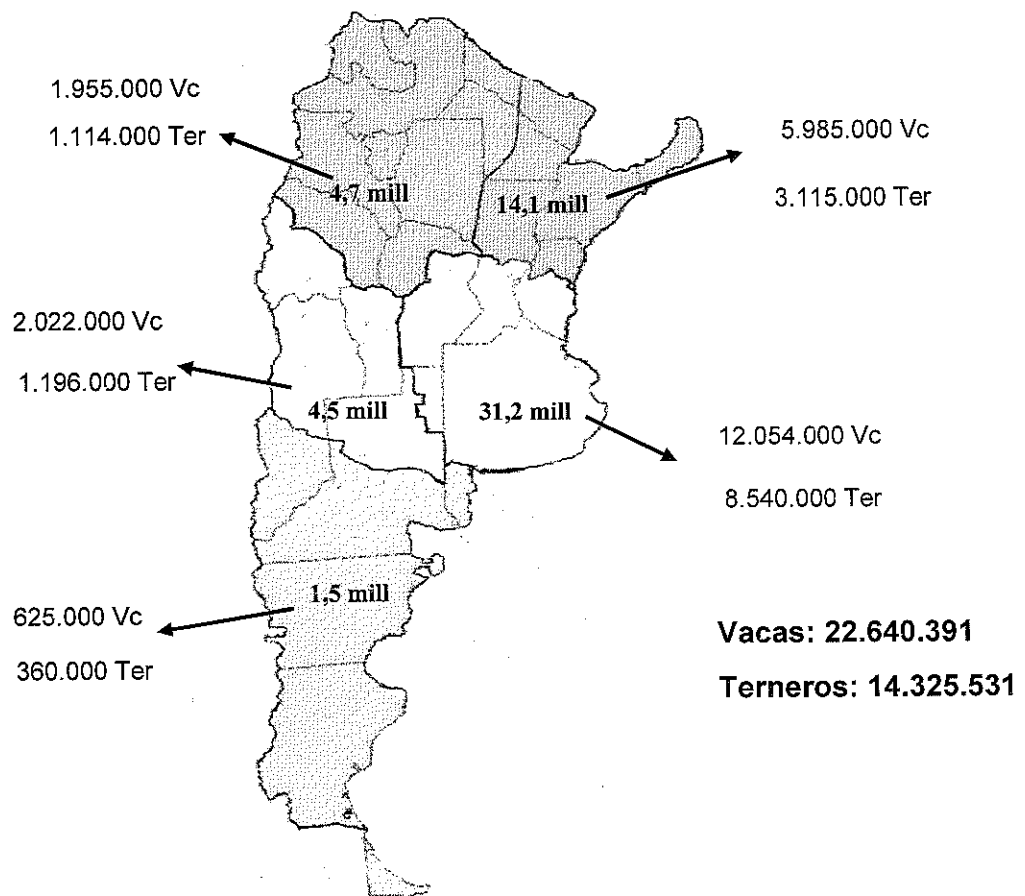 1.955.000 Vc
1.114.000 Ter
4,7 mill
14,1 mill
5.985.000 Vc
3.115.000 Ter
2.022.000 Vc
1.196.000 Ter
4,5 mill
31,2 mill
12.054.000 Vc
8.540.000 Ter
1,5 mill
625.000 Vc
360.000 Ter
Vacas: 22.640.391
Terneros: 14.325.531